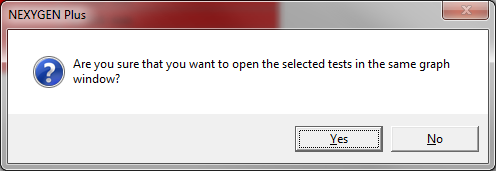 NEXYGEN Plus
Are you sure that you want to open the selected tests in the same graph
window?
Yes
No